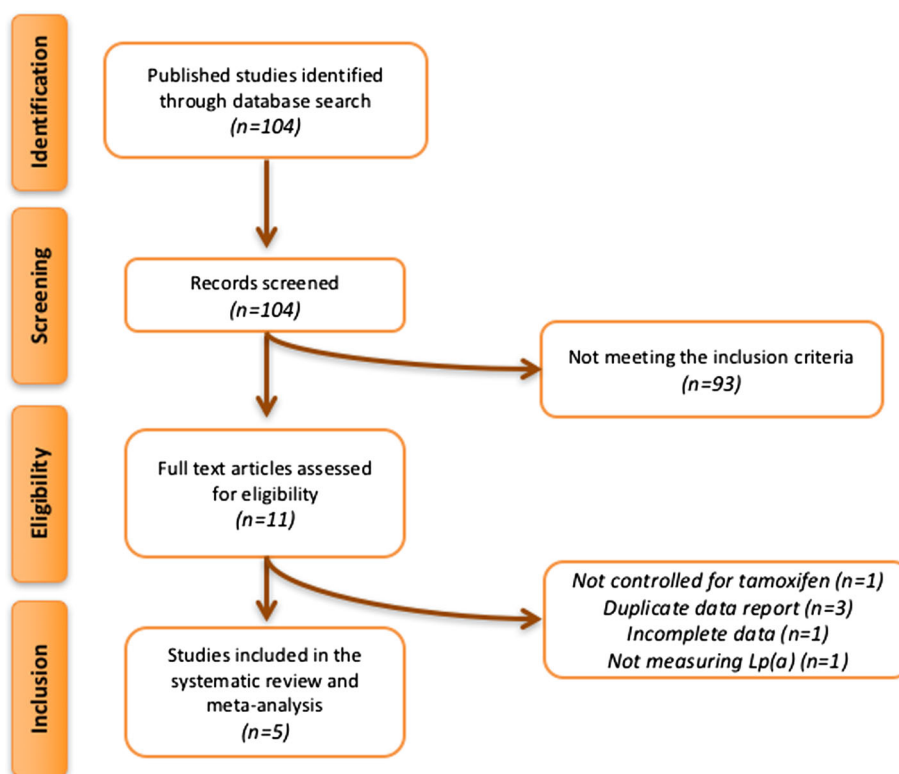 Identification
Published studies identified
through database search
(n=104)
Screening
Records screened
(n=104)
Not meeting the inclusion criteria
(n=93)
Eligibility
Full text articles assessed
for eligibility
(n=11)
Not controlled for tamoxifen (n=1)
Duplicate data report (n=3)
Incomplete data (n=1)
Not measuring Lp(a) (n=1)
Inclusion
Studies included in the
systematic review and
meta-analysis
(n=5)